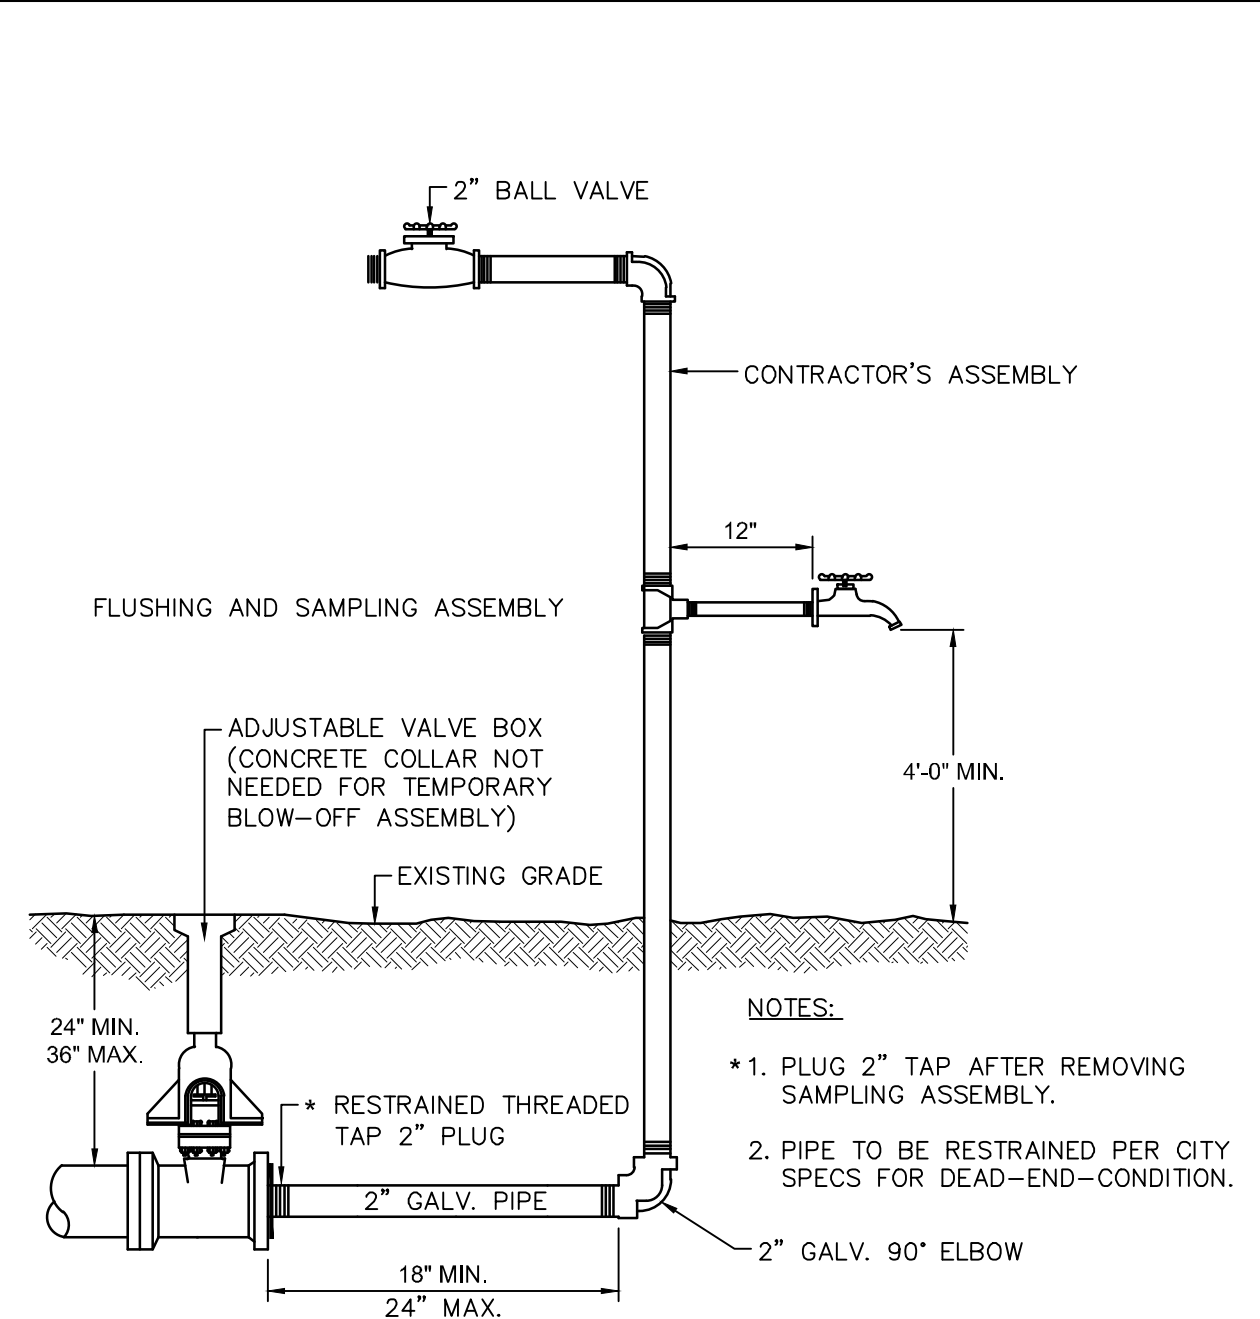 2” BALL VALVE
CONTRACTOR'S ASSEMBLY
12"
FLUSHING AND SAMPLING ASSEMBLY
ADJUSTABLE VALVE BOX
(CONCRETE COLLAR NOT
NEEDED FOR TEMPORARY
BLOW-OFF ASSEMBLY)
4'-0" MIN.
EXISTING GRADE
24" MIN.
36" MAX.
NOTES:
* 1. PLUG 2” TAP AFTER REMOVING
SAMPLING ASSEMBLY.
2. PIPE TO BE RESTRAINED PER CITY
SPECS FOR DEAD-END-CONDITION.
* RESTRAINED THREADED
TAP 2” PLUG
2” GALV. PIPE
2” GALV. 90° ELBOW
18" MIN.
24” MAX.